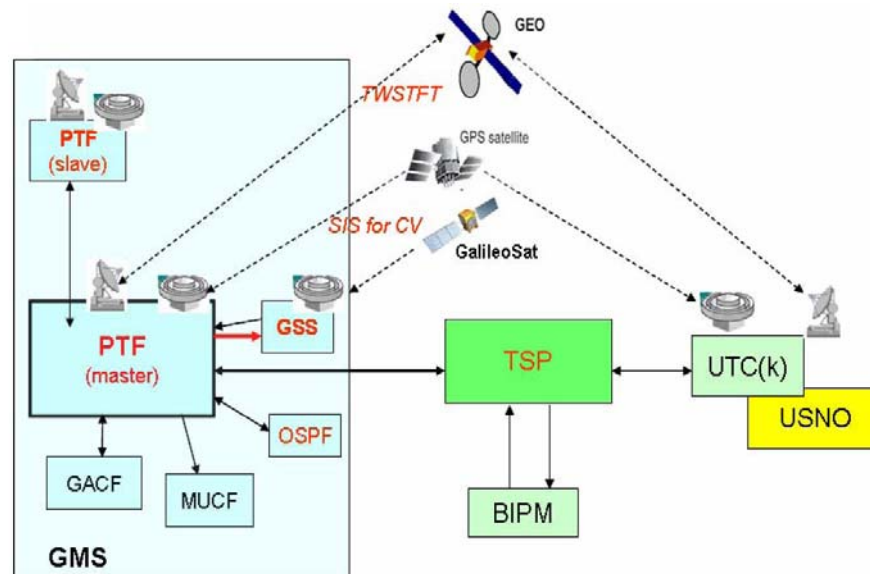 GEO
TWSTFT
PTF
(slave)
GPS satellite
SIS for CV
GalileoSat
PTF
(master)
GSS
TSP
UTC(k)
USNO
OSPF
GACF
MUCF
BIPM
GMS